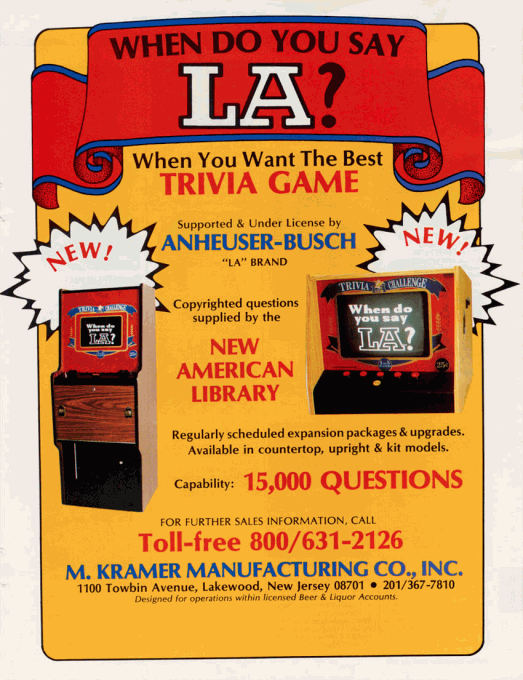 WHEN DO YOU SAY
LA?
When You Want The Best
TRIVIA GAME
Supported & Under License by
ANHEUSER-BUSCH
"LA" BRAND
NEW!
NEW!
Copyrighted questions
supplied by the
NEW
AMERICAN
LIBRARY
TRIVIA CHALLENGE
When do
you say
LA?
TRIVIA CHALLENGE
When do
you say
LA?
25¢
Regularly scheduled expansion packages & upgrades.
Available in countertop, upright & kit models.
Capability: 15,000 QUESTIONS
FOR FURTHER SALES INFORMATION, CALL
Toll-free 800/631-2126
M. KRAMER MANUFACTURING CO., INC.
1100 Towbin Avenue, Lakewood, New Jersey 08701 • 201/367-7810
Designed for operations within licensed Beer & Liquor Accounts.